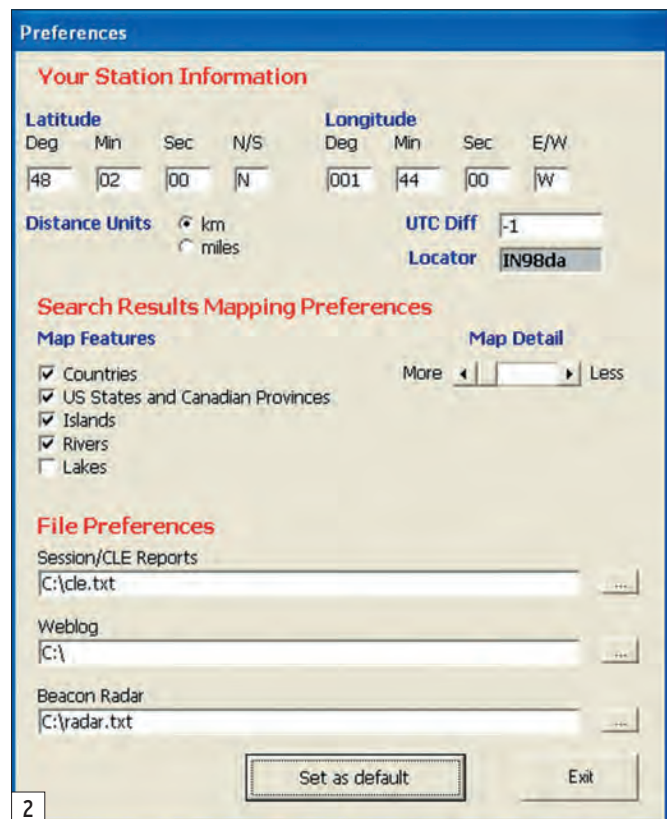 Preferences
Your Station Information
Latitude Longitude
Deg Min Sec N/S Deg Min Sec E/W
48 02 00 N 001 44 00 W
Distance Units km UTC Diff -1
miles
Locator IN98da
Search Results Mapping Preferences
Map Features Map Detail
Countries More Less
US States and Canadian Provinces
Islands
Rivers
Lakes
File Preferences
Session/CLE Reports
C:\cle.txt ...
Weblog
C:\ ...
Beacon Radar
C:\radar.txt ...
Set as default Exit
2